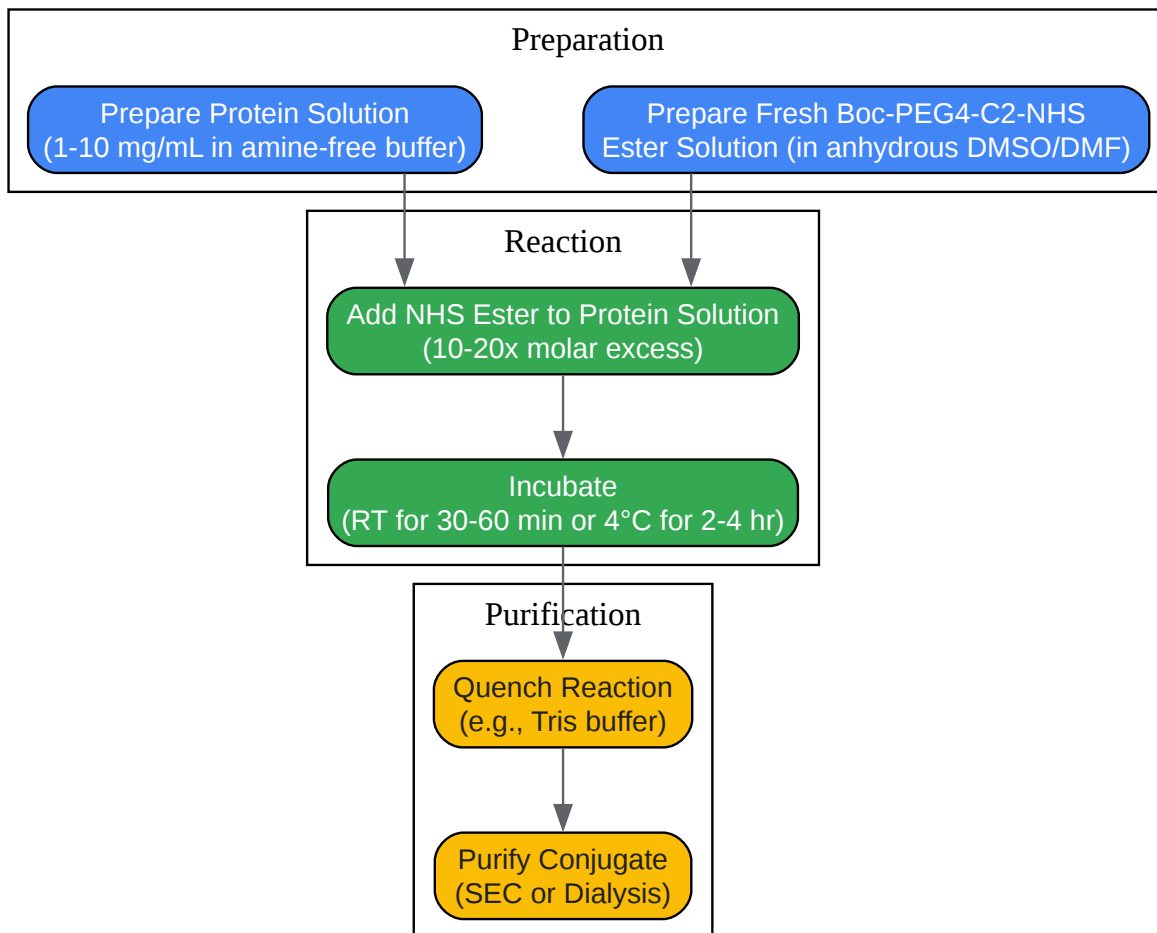 Preparation
Prepare Protein Solution
(1-10 mg/mL in amine-free buffer)
Prepare Fresh Boc-PEG4-C2-NHS
Ester Solution (in anhydrous DMSO/DMF)
Reaction
Add NHS Ester to Protein Solution
(10-20x molar excess)
Incubate
(RT for 30-60 min or 4°C for 2-4 hr)
Purification
Quench Reaction
(e.g., Tris buffer)
Purify Conjugate
(SEC or Dialysis)